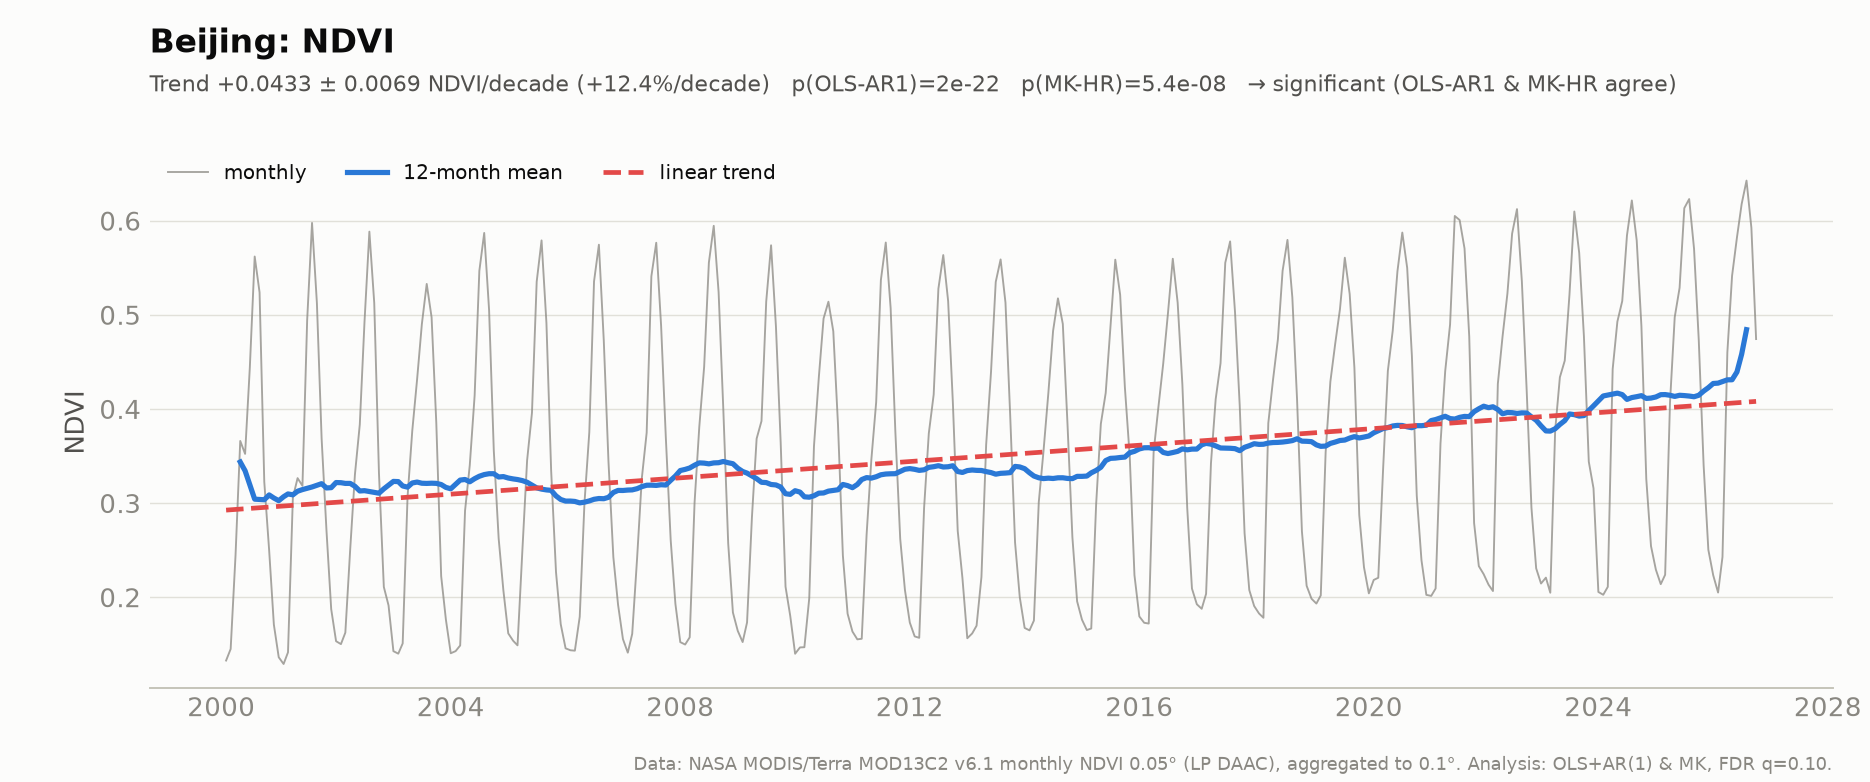 Beijing: NDVI
Trend +0.0433 ± 0.0069 NDVI/decade (+12.4%/decade)   p(OLS-AR1)=2e-22   p(MK-HR)=5.4e-08   → significant (OLS-AR1 & MK-HR agree)
monthly   12-month mean   linear trend
NDVI
0.6
0.5
0.4
0.3
0.2
2000   2004   2008   2012   2016   2020   2024   2028
Data: NASA MODIS/Terra MOD13C2 v6.1 monthly NDVI 0.05° (LP DAAC), aggregated to 0.1°. Analysis: OLS+AR(1) & MK, FDR q=0.10.